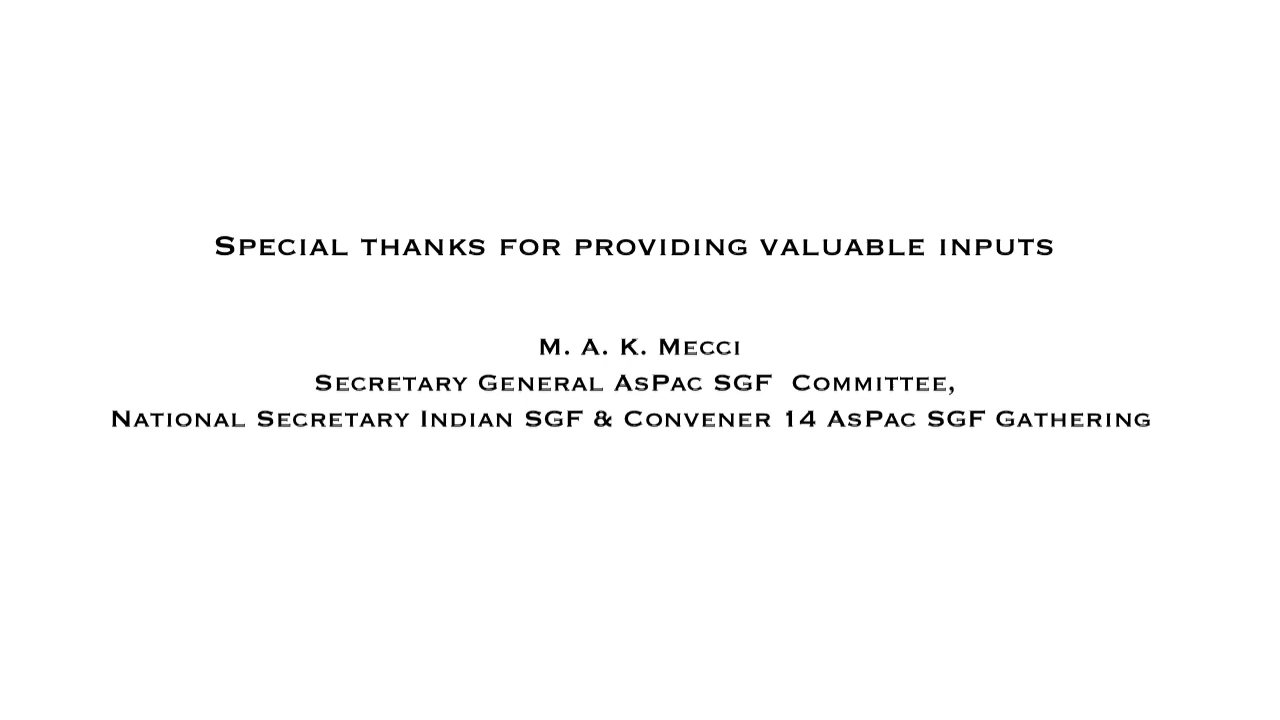 Special thanks for providing valuable inputs
M. A. K. Mecci
Secretary General AsPac SGF Committee,
National Secretary Indian SGF & Convener 14 AsPac SGF Gathering